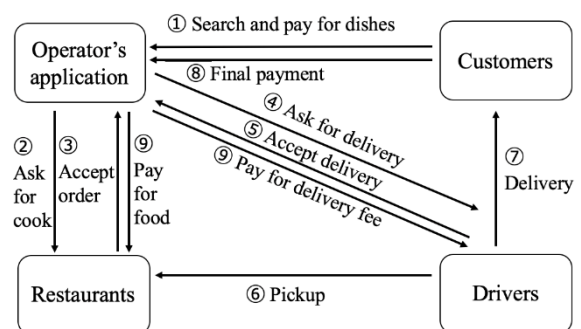 ① Search and pay for dishes
Operator's
application
Customers
⑧ Final payment
④ Ask for delivery
⑤ Accept delivery
⑨ Pay for delivery fee
②
Ask
for
cook
③
Accept
order
⑨
Pay
for
food
⑦
Delivery
Restaurants
⑥ Pickup
Drivers